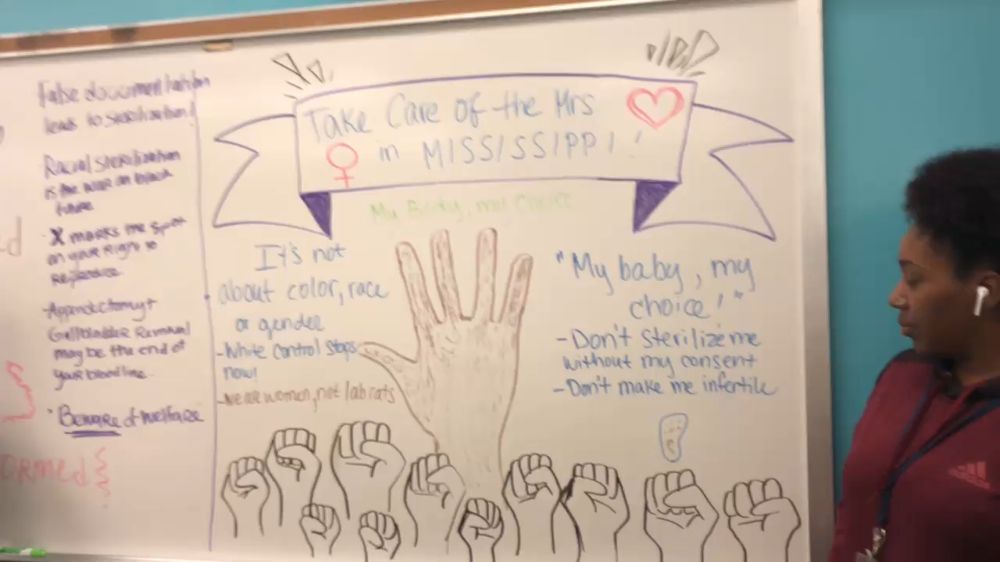 False documentation
leads to sterilization!
Racial sterilization
is the war on black
future
·X marks the spot
on your Right to
Reproduce
-Appendectomy +
Gallbladder Removal
may be the end of
your bloodline.
·Beware of welfare
ORMed
Take Care of the Mrs
in MISSISSIPPI!
My Body, my Choice
It's not
about color, race
or gender
-White Control Stops
now!
-We are women, not lab rats
"My baby, my
choice!"
-Don't sterilize me
without my consent
-Don't make me infertile
adidas